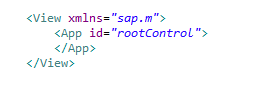 <View xmlns="sap.m">
<App id="rootControl">
</App>
</View>